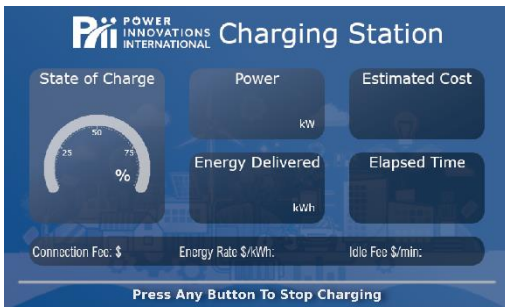 Pii POWER INNOVATIONS INTERNATIONAL Charging Station
State of Charge
50
25 75
%
Power
kW
Estimated Cost
Energy Delivered
kWh
Elapsed Time
Connection Fee: $ Energy Rate $/kWh: Idle Fee $/min:
Press Any Button To Stop Charging